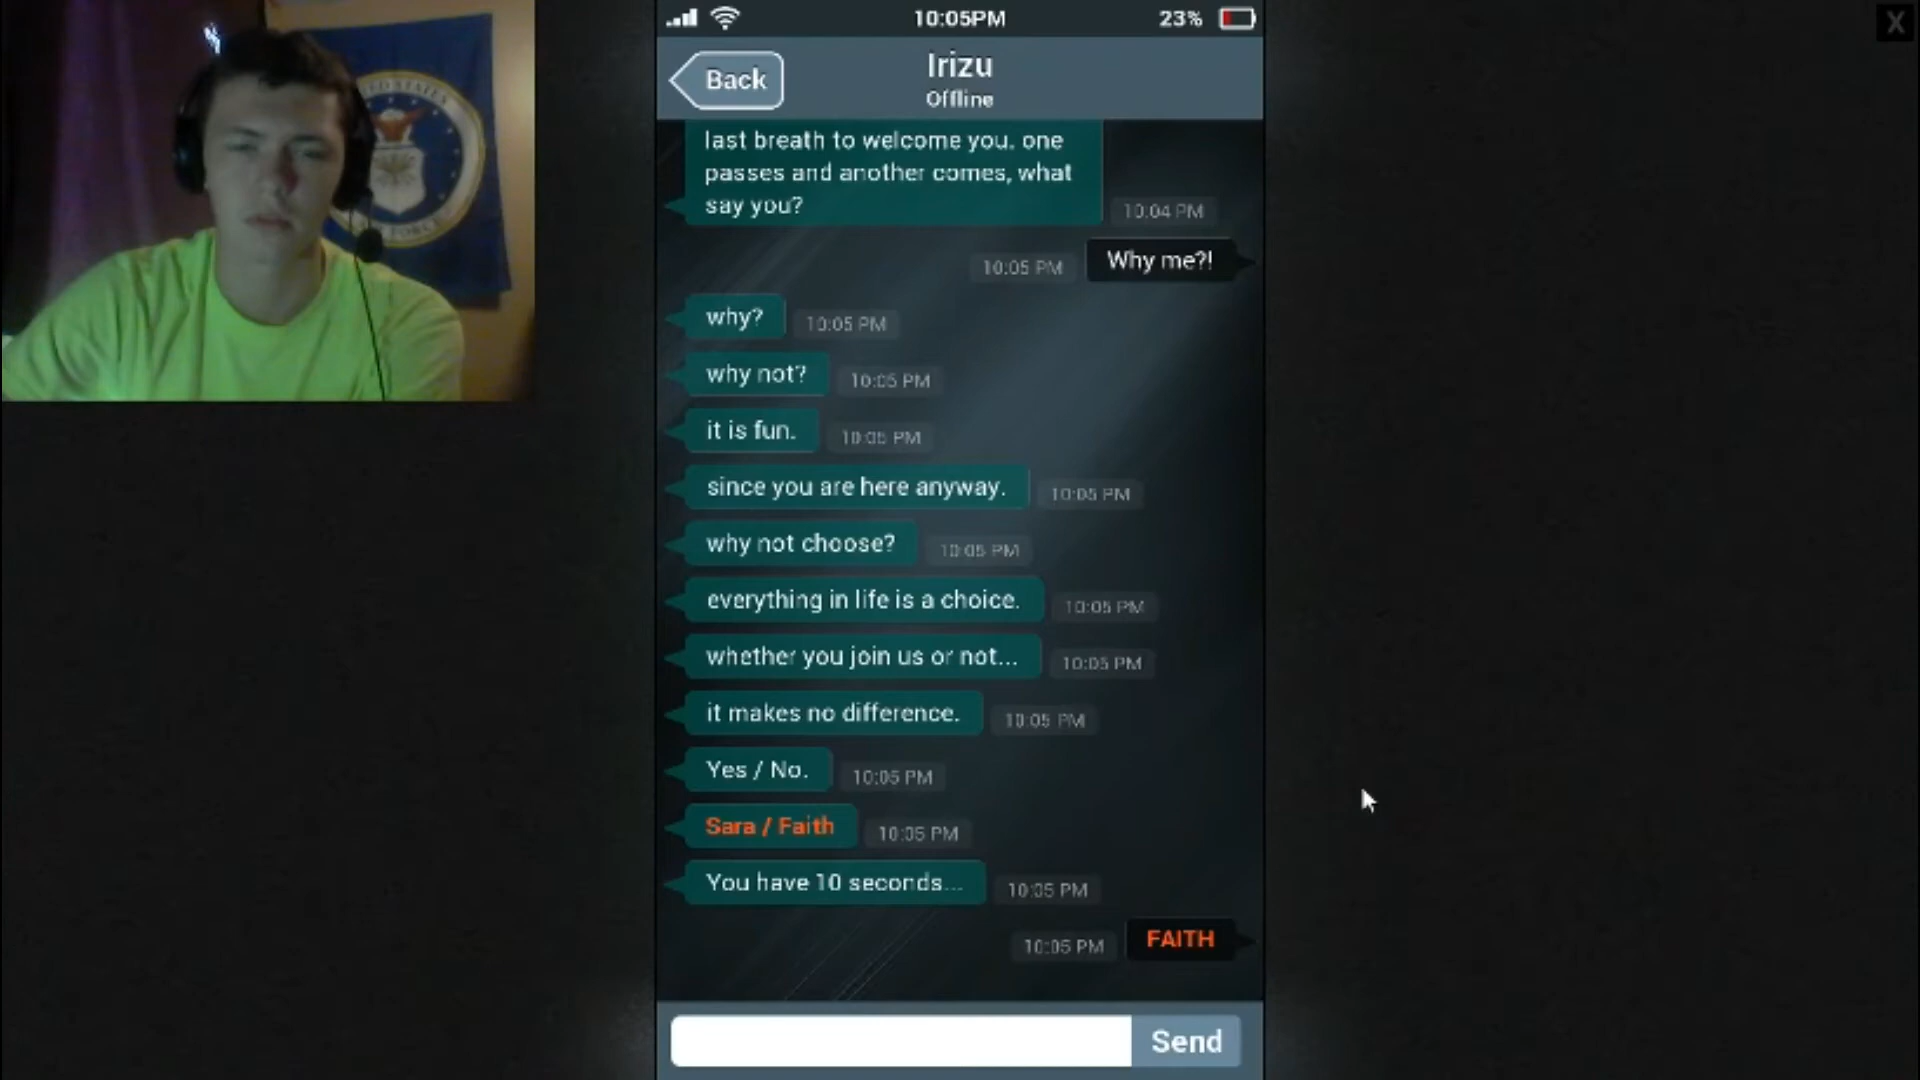 10:05PM
23%
X
Back
Irizu
Offline
last breath to welcome you. one
passes and another comes, what
say you?
10:04 PM
10:05 PM
Why me?!
why?
10:05 PM
why not?
10:05 PM
it is fun.
10:05 PM
since you are here anyway.
10:05 PM
why not choose?
10:05 PM
everything in life is a choice.
10:05 PM
whether you join us or not...
10:05 PM
it makes no difference.
10:05 PM
Yes / No.
10:05 PM
Sara / Faith
10:05 PM
You have 10 seconds...
10:05 PM
10:05 PM
FAITH
Send